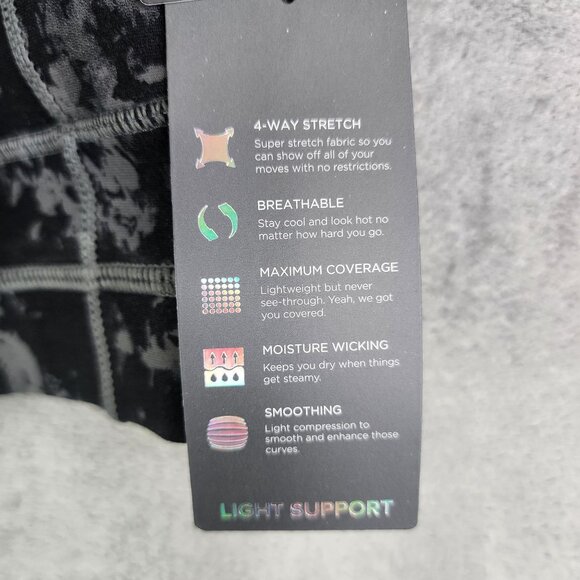 4-WAY STRETCH
Super stretch fabric so you
can show off all of your
moves with no restrictions.
BREATHABLE
Stay cool and look hot no
matter how hard you go.
MAXIMUM COVERAGE
Lightweight but never
see-through. Yeah, we got
you covered.
MOISTURE WICKING
Keeps you dry when things
get steamy.
SMOOTHING
Light compression to
smooth and enhance those
curves.
LIGHT SUPPORT